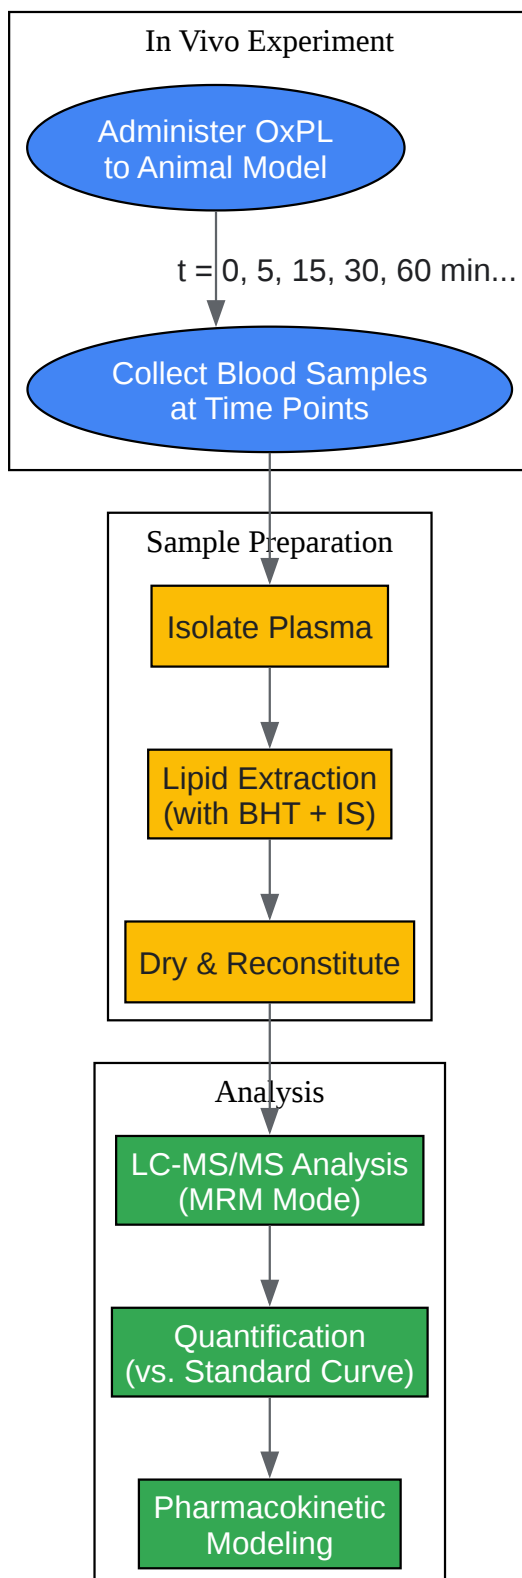 In Vivo Experiment
Administer OxPL
to Animal Model
t = 0, 5, 15, 30, 60 min...
Collect Blood Samples
at Time Points
Sample Preparation
Isolate Plasma
Lipid Extraction
(with BHT + IS)
Dry & Reconstitute
Analysis
LC-MS/MS Analysis
(MRM Mode)
Quantification
(vs. Standard Curve)
Pharmacokinetic
Modeling